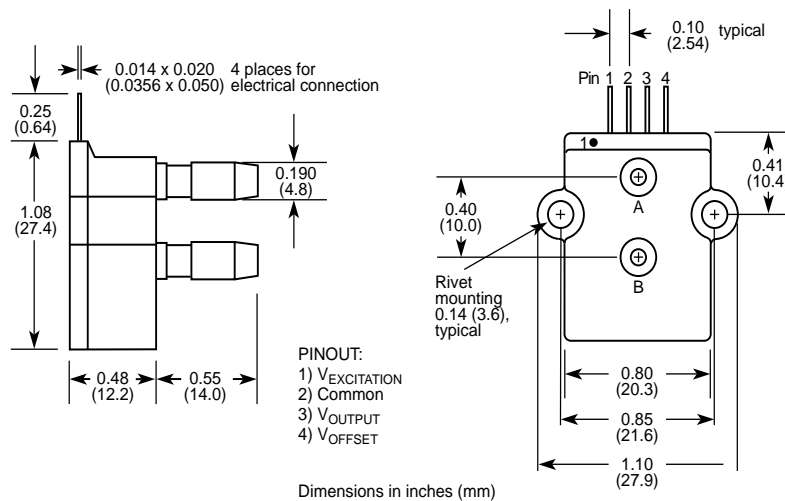 0.014 x 0.020 4 places for
(0.0356 x 0.050) electrical connection
0.25
(0.64)
1.08
(27.4)
0.190
(4.8)
0.48
(12.2)
0.55
(14.0)
PINOUT:
1) VEXCITATION
2) Common
3) VOUTPUT
4) VOFFSET
0.10 typical
(2.54)
Pin 1 2 3 4
1
0.41
(10.4)
0.40
(10.0)
A
B
Rivet
mounting
0.14 (3.6),
typical
0.80
(20.3)
0.85
(21.6)
1.10
(27.9)
Dimensions in inches (mm)